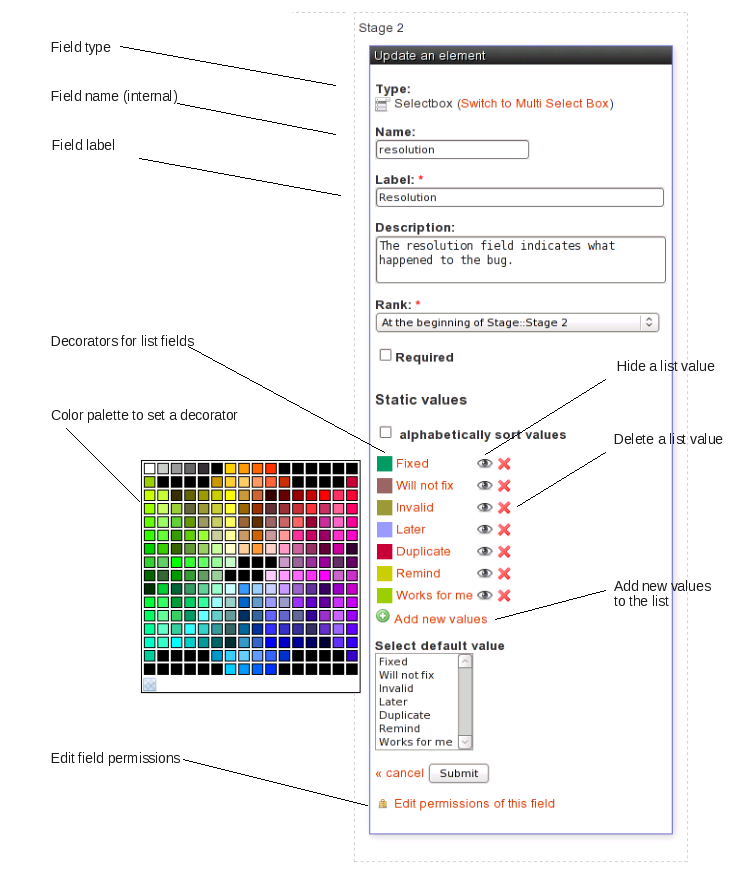 Stage 2
Update an element
Field type
Type:
Selectbox (Switch to Multi Select Box)
Field name (internal)
Name:
resolution
Field label
Label: *
Resolution
Description:
The resolution field indicates what
happened to the bug.
Rank: *
At the beginning of Stage::Stage 2
Decorators for list fields
Required
Hide a list value
Static values
Color palette to set a decorator
alphabetically sort values
Delete a list value
Fixed
Will not fix
Invalid
Later
Duplicate
Remind
Works for me
Add new values
to the list
Add new values
Select default value
Fixed
Will not fix
Invalid
Later
Duplicate
Remind
Works for me
Edit field permissions
« cancel Submit
Edit permissions of this field